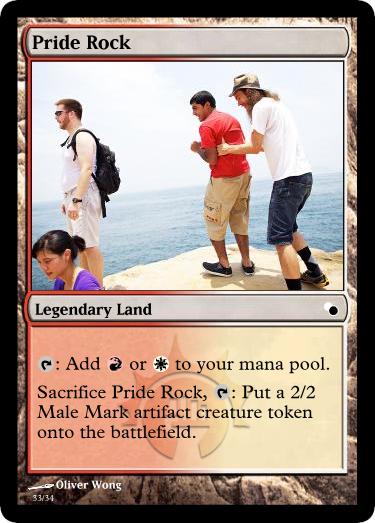 Pride Rock
Legendary Land
: Add or to your mana pool.
Sacrifice Pride Rock, : Put a 2/2
Male Mark artifact creature token
onto the battlefield.
Oliver Wong
33/34